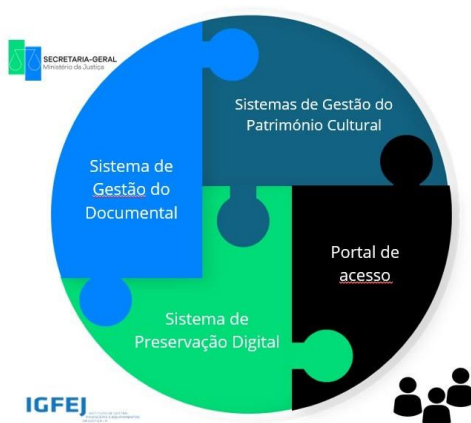 SECRETARIA-GERAL
Ministério da Justiça
Sistemas de Gestão do
Património Cultural
Sistema de
Gestão do
Documental
Portal de
acesso
Sistema de
Preservação Digital
IGFEJ